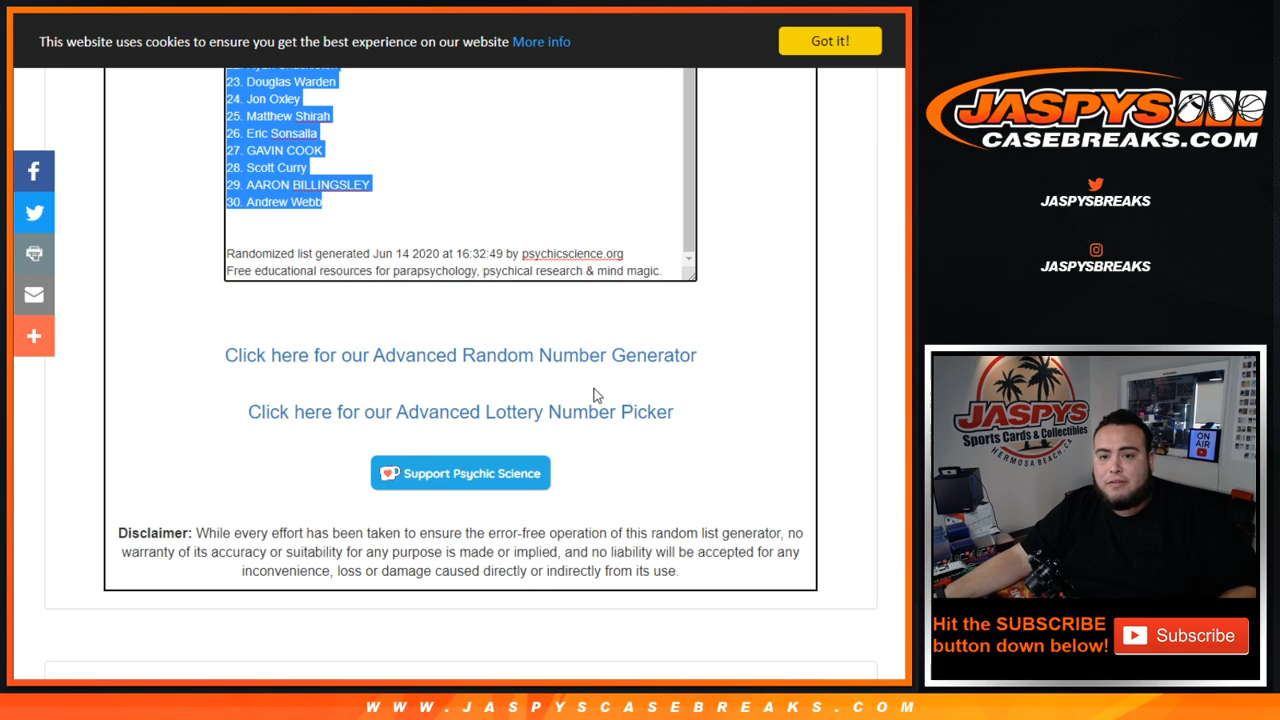 This website uses cookies to ensure you get the best experience on our website More info
Got it!
23. Douglas Warden
24. Jon Oxley
25. Matthew Shirah
26. Eric Sonsalla
27. GAVIN COOK
28. Scott Curry
29. AARON BILLINGSLEY
30. Andrew Webb
Randomized list generated Jun 14 2020 at 16:32:49 by psychicscience.org
Free educational resources for parapsychology, psychical research & mind magic.
Click here for our Advanced Random Number Generator
Click here for our Advanced Lottery Number Picker
Support Psychic Science
Disclaimer: While every effort has been taken to ensure the error-free operation of this random list generator, no
warranty of its accuracy or suitability for any purpose is made or implied, and no liability will be accepted for any
inconvenience, loss or damage caused directly or indirectly from its use.
JASPYS
CASEBREAKS.COM
JASPYSBREAKS
JASPYSBREAKS
JASPYS
Sports Cards & Collectibles
HERMOSA BEACH, CA
ON
AIR
Hit the SUBSCRIBE
button down below!
Subscribe
WWW.JASPYSCASEBREAKS.COM